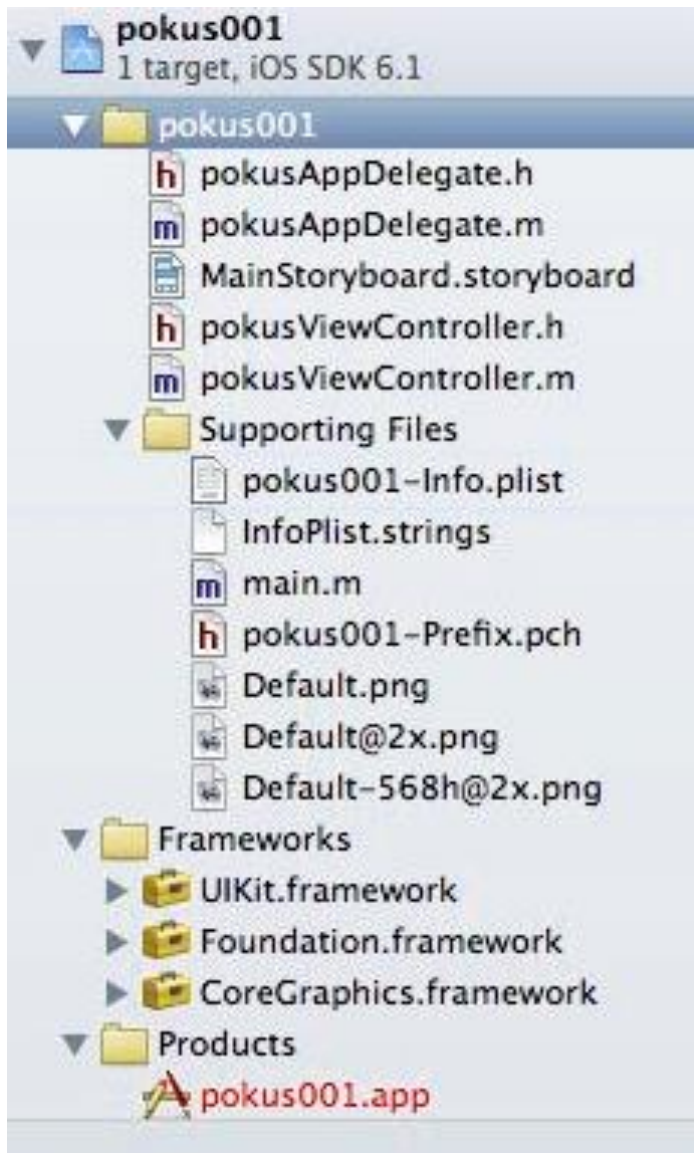 pokus001
1 target, iOS SDK 6.1
pokus001
h pokusAppDelegate.h
m pokusAppDelegate.m
MainStoryboard.storyboard
h pokusViewController.h
m pokusViewController.m
Supporting Files
pokus001-Info.plist
InfoPlist.strings
m main.m
h pokus001-Prefix.pch
Default.png
Default@2x.png
Default-568h@2x.png
Frameworks
UIKit.framework
Foundation.framework
CoreGraphics.framework
Products
pokus001.app